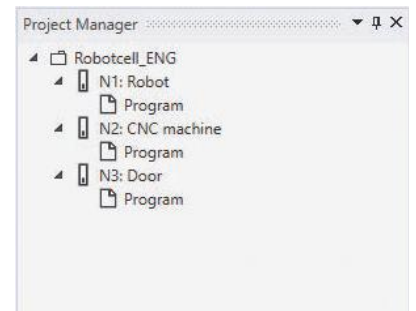 Project Manager
Robotcell_ENG
N1: Robot
Program
N2: CNC machine
Program
N3: Door
Program